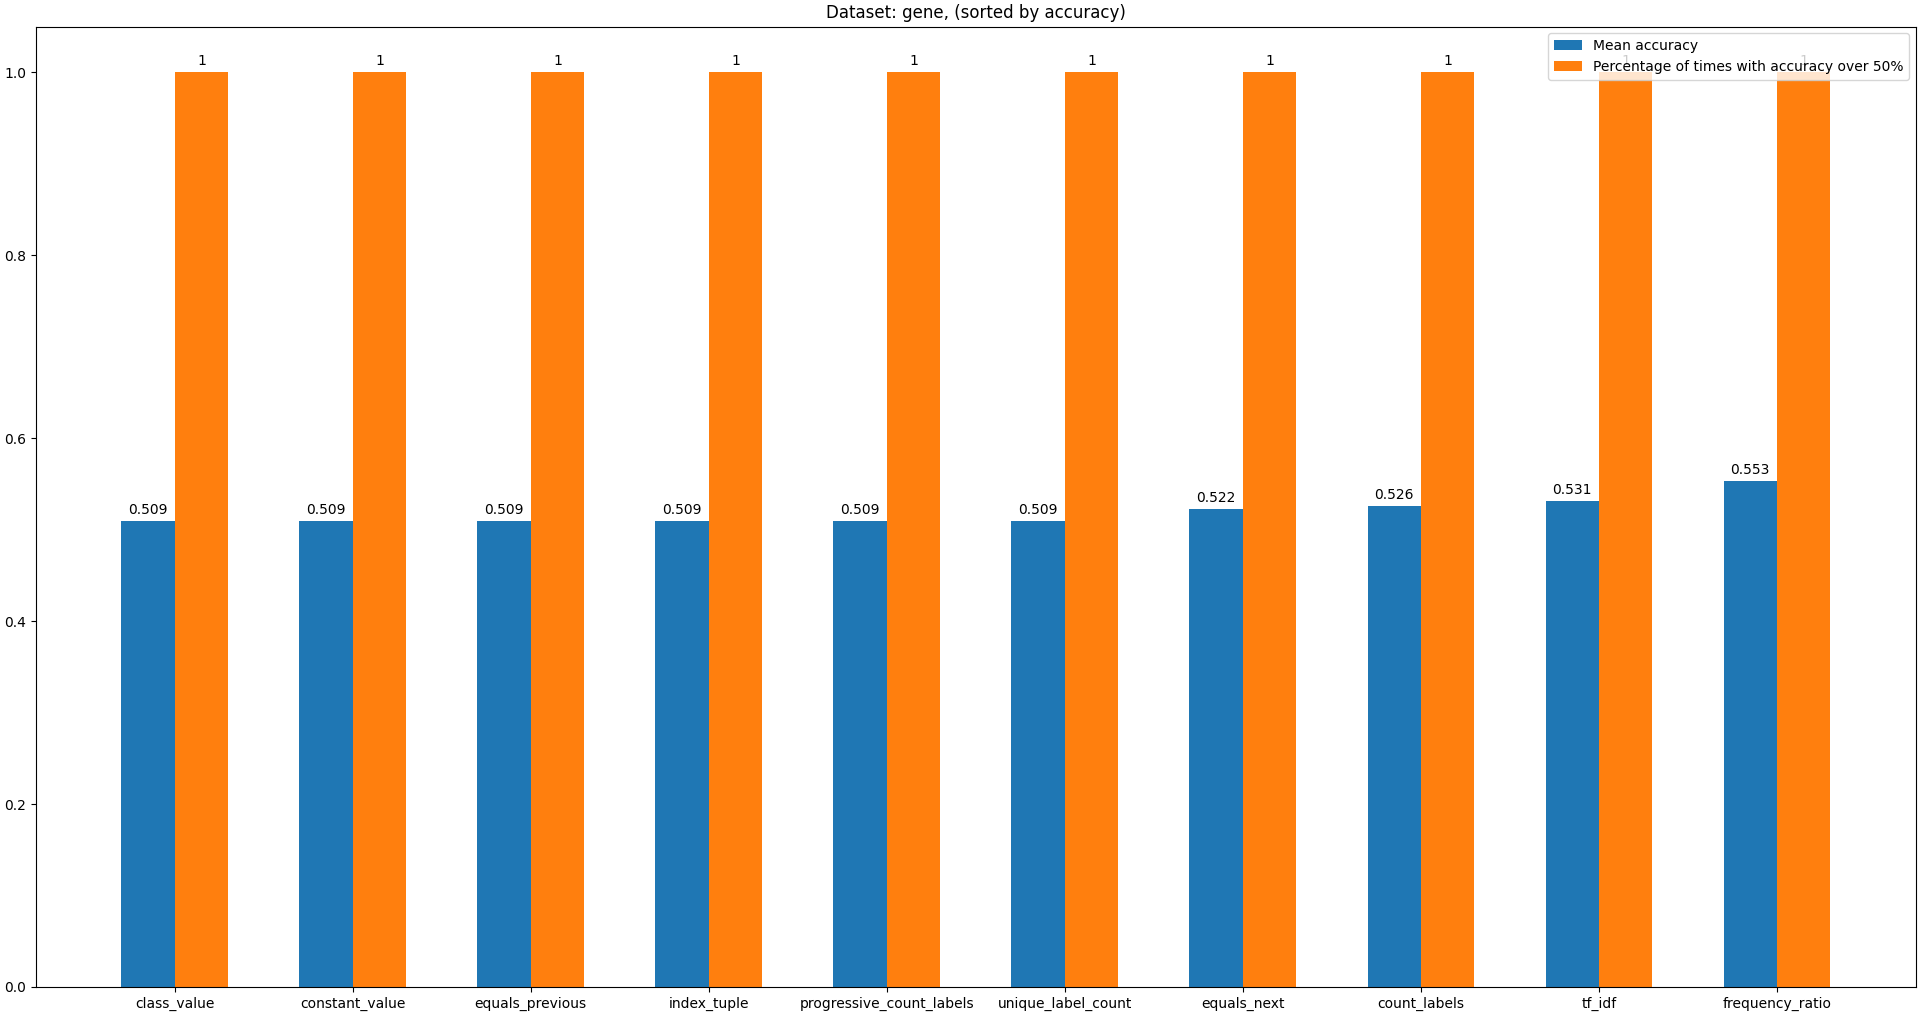 Dataset: gene, (sorted by accuracy)
Mean accuracy
Percentage of times with accuracy over 50%
1 1 1 1 1 1 1 1 1 1
1.0
0.8
0.6
0.4
0.2
0.0
0.509 0.509 0.509 0.509 0.509 0.509 0.522 0.526 0.531 0.553
class_value constant_value equals_previous index_tuple progressive_count_labels unique_label_count equals_next count_labels tf_idf frequency_ratio